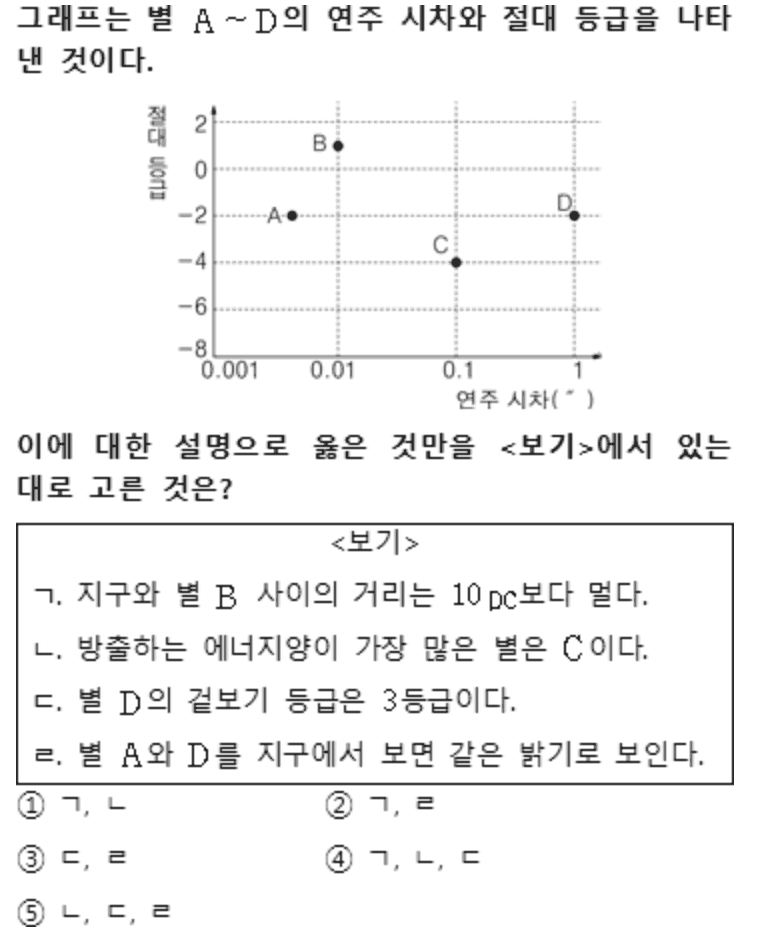 그래프는 별 A ~ D의 연주 시차와 절대 등급을 나타
낸 것이다.
절대 등급
2
0
-2
-4
-6
-8
B
A
C
D
0.001 0.01 0.1 1
연주 시차(″)
이에 대한 설명으로 옳은 것만을 <보기>에서 있는
대로 고른 것은?
<보기>
ㄱ. 지구와 별 B 사이의 거리는 10pc보다 멀다.
ㄴ. 방출하는 에너지양이 가장 많은 별은 C이다.
ㄷ. 별 D의 겉보기 등급은 3등급이다.
ㄹ. 별 A와 D를 지구에서 보면 같은 밝기로 보인다.
① ㄱ, ㄴ ② ㄱ, ㄹ
③ ㄷ, ㄹ ④ ㄱ, ㄴ, ㄷ
⑤ ㄴ, ㄷ, ㄹ